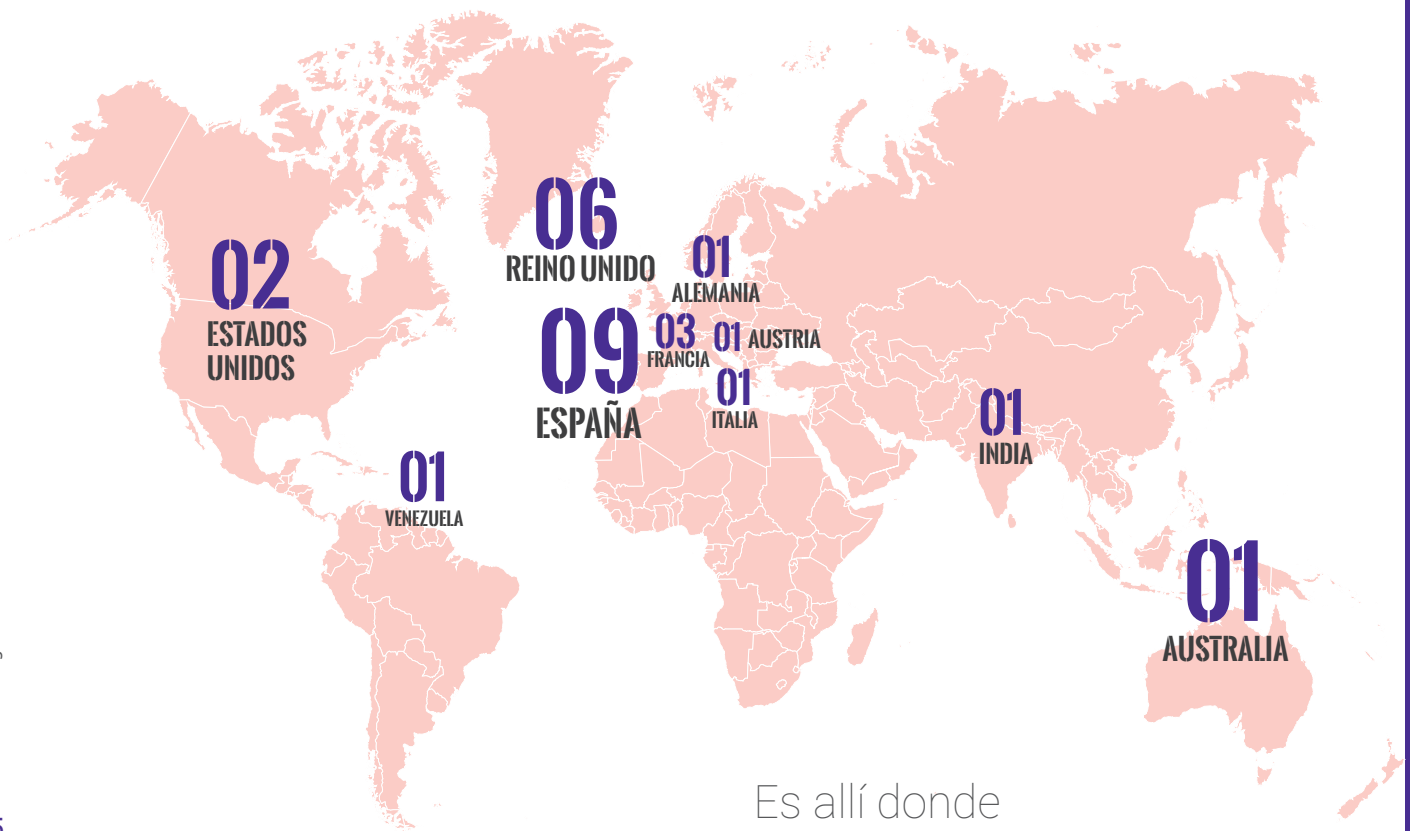 06
REINO UNIDO
02
ESTADOS
UNIDOS
01
ALEMANIA
09
ESPAÑA
03
FRANCIA
01 AUSTRIA
01
ITALIA
01
INDIA
01
VENEZUELA
01
AUSTRALIA
Es allí donde